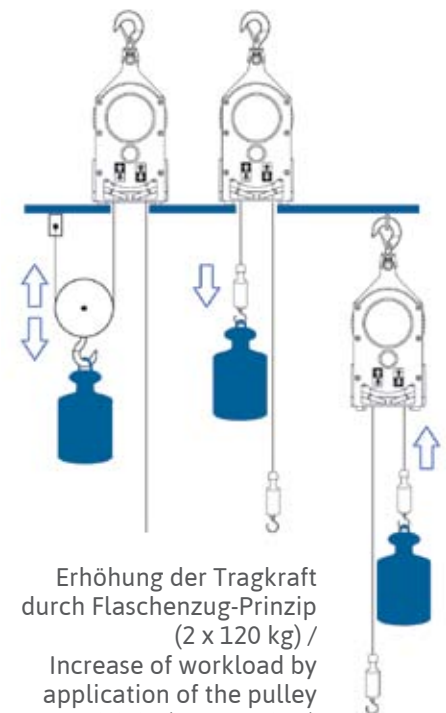 Erhöhung der Tragkraft
durch Flaschenzug-Prinzip
(2 x 120 kg) /
Increase of workload by
application of the pulley